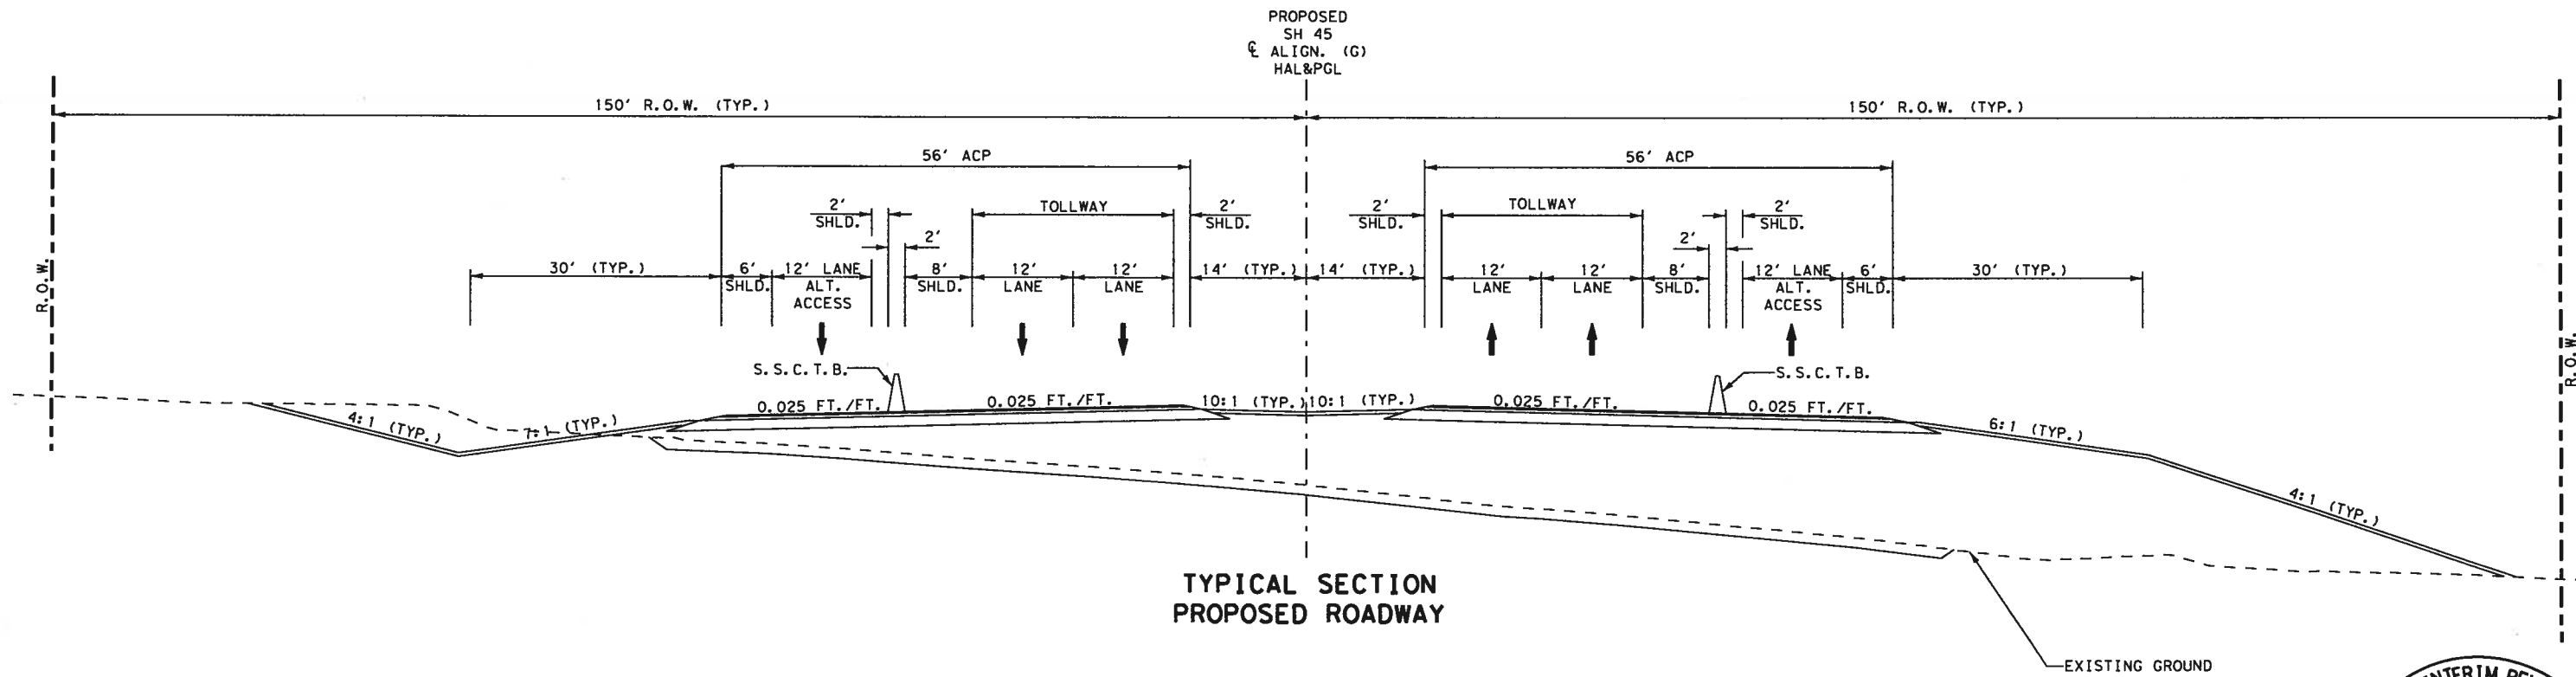 PROPOSED
SH 45
℄ ALIGN. (G)
HAL&PGL
150' R.O.W. (TYP.)
150' R.O.W. (TYP.)
56' ACP
56' ACP
2'
SHLD.
TOLLWAY
2'
SHLD.
2'
SHLD.
TOLLWAY
2'
SHLD.
2'
2'
30' (TYP.)
6'
SHLD.
12' LANE
ALT.
ACCESS
8'
SHLD.
12'
LANE
12'
LANE
14' (TYP.)
14' (TYP.)
12'
LANE
12'
LANE
8'
SHLD.
12' LANE
ALT.
ACCESS
6'
SHLD.
30' (TYP.)
R.O.W.
R.O.W.
S.S.C.T.B.
S.S.C.T.B.
4:1 (TYP.)
7:1 (TYP.)
0.025 FT./FT.
0.025 FT./FT.
10:1 (TYP.)
10:1 (TYP.)
0.025 FT./FT.
0.025 FT./FT.
6:1 (TYP.)
4:1 (TYP.)
TYPICAL SECTION
PROPOSED ROADWAY
EXISTING GROUND
INTERIM